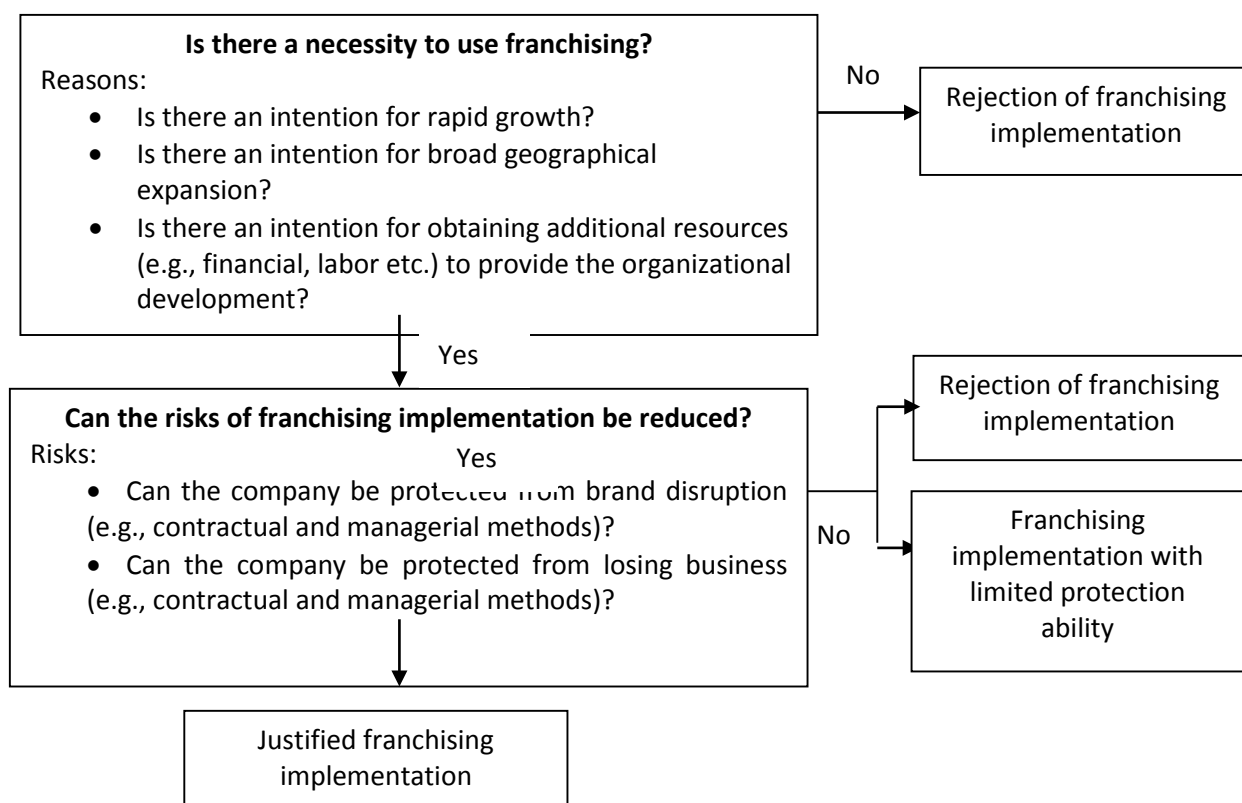 Is there a necessity to use franchising?
Reasons:
• Is there an intention for rapid growth?
• Is there an intention for broad geographical
expansion?
• Is there an intention for obtaining additional resources
(e.g., financial, labor etc.) to provide the organizational
development?
No
Rejection of franchising
implementation
Yes
Can the risks of franchising implementation be reduced?
Risks:
Yes
• Can the company be protected from brand disruption
(e.g., contractual and managerial methods)?
• Can the company be protected from losing business
(e.g., contractual and managerial methods)?
No
Rejection of franchising
implementation
Franchising
implementation with
limited protection
ability
Justified franchising
implementation